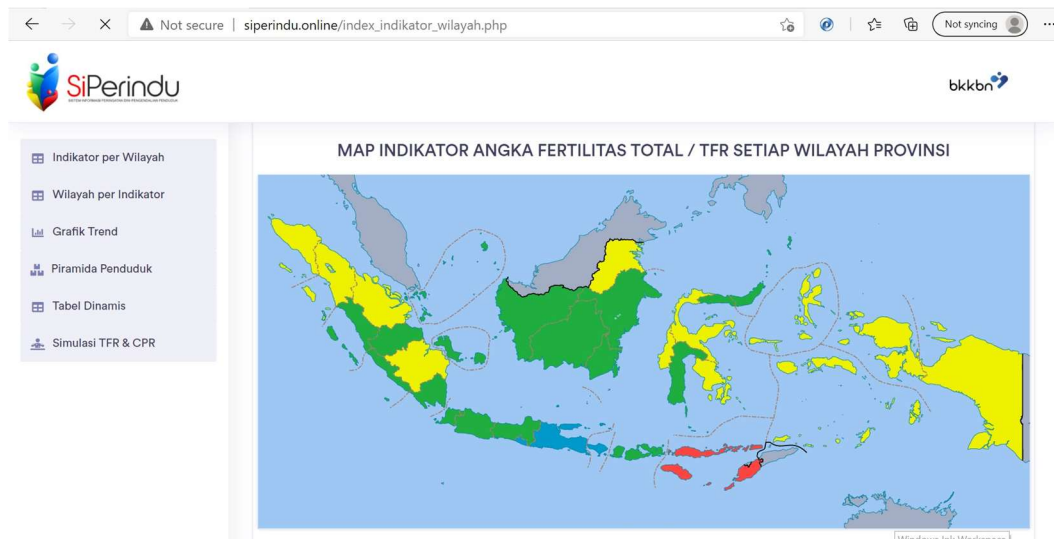 Not secure | siperindu.online/index_indikator_wilayah.php
Not syncing
SiPerindu
bkkbn
Indikator per Wilayah
Wilayah per Indikator
Grafik Trend
Piramida Penduduk
Tabel Dinamis
Simulasi TFR & CPR
MAP INDIKATOR ANGKA FERTILITAS TOTAL / TFR SETIAP WILAYAH PROVINSI